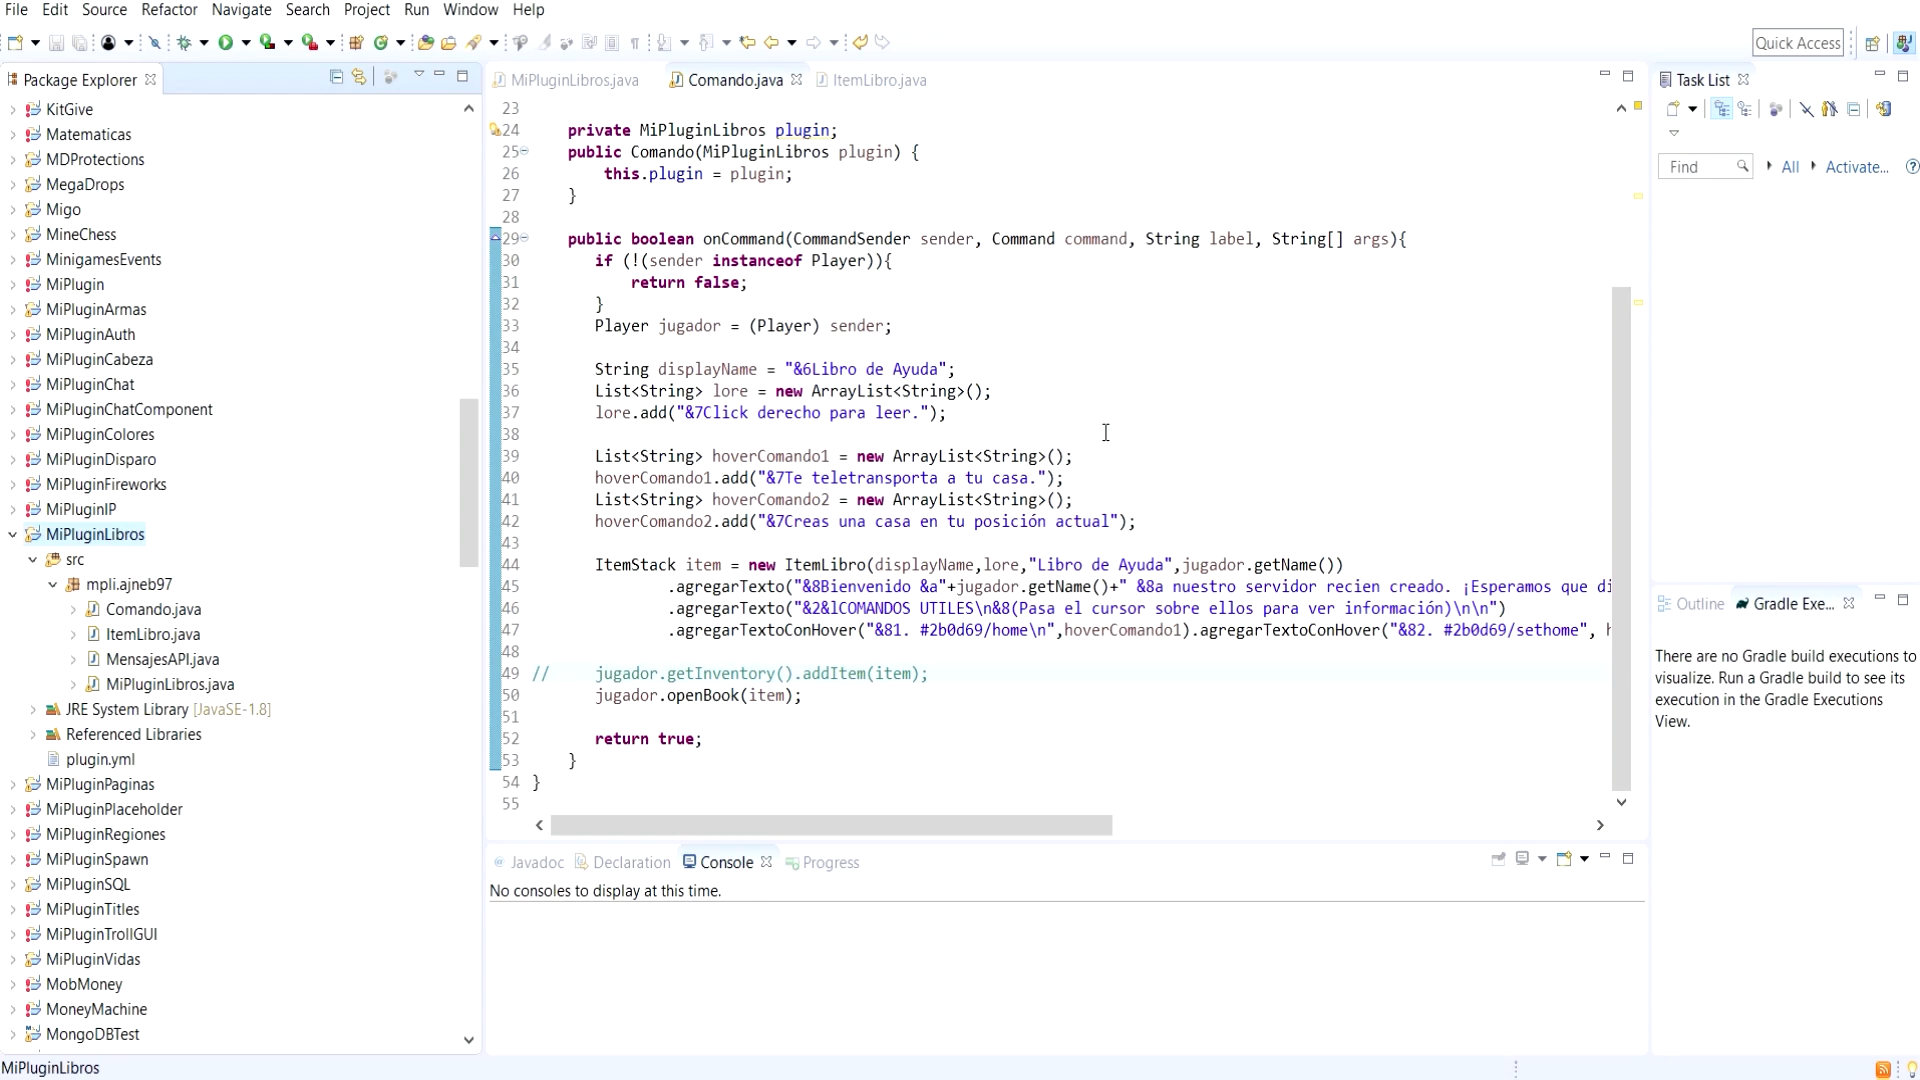 File Edit Source Refactor Navigate Search Project Run Window Help
Quick Access
Package Explorer
KitGive
Matematicas
MDProtections
MegaDrops
Migo
MineChess
MinigamesEvents
MiPlugin
MiPluginArmas
MiPluginAuth
MiPluginCabeza
MiPluginChat
MiPluginChatComponent
MiPluginColores
MiPluginDisparo
MiPluginFireworks
MiPluginIP
MiPluginLibros
src
mpli.ajneb97
Comando.java
ItemLibro.java
MensajesAPI.java
MiPluginLibros.java
JRE System Library [JavaSE-1.8]
Referenced Libraries
plugin.yml
MiPluginPaginas
MiPluginPlaceholder
MiPluginRegiones
MiPluginSpawn
MiPluginSQL
MiPluginTitles
MiPluginTrollGUI
MiPluginVidas
MobMoney
MoneyMachine
MongoDBTest
MiPluginLibros.java Comando.java ItemLibro.java
23
24 private MiPluginLibros plugin;
25 public Comando(MiPluginLibros plugin) {
26 this.plugin = plugin;
27 }
28
29 public boolean onCommand(CommandSender sender, Command command, String label, String[] args){
30 if (!(sender instanceof Player)){
31 return false;
32 }
33 Player jugador = (Player) sender;
34
35 String displayName = "&6Libro de Ayuda";
36 List<String> lore = new ArrayList<String>();
37 lore.add("&7Click derecho para leer.");
38
39 List<String> hoverComando1 = new ArrayList<String>();
40 hoverComando1.add("&7Te teletransporta a tu casa.");
41 List<String> hoverComando2 = new ArrayList<String>();
42 hoverComando2.add("&7Creas una casa en tu posición actual");
43
44 ItemStack item = new ItemLibro(displayName,lore,"Libro de Ayuda",jugador.getName())
45 .agregarTexto("&8Bienvenido &a"+jugador.getName()+" &8a nuestro servidor recien creado. ¡Esperamos que di
46 .agregarTexto("&2&lCOMANDOS UTILES\n&8(Pasa el cursor sobre ellos para ver información)\n\n")
47 .agregarTextoConHover("&81. #2b0d69/home\n",hoverComando1).agregarTextoConHover("&82. #2b0d69/sethome", h
48
49 // jugador.getInventory().addItem(item);
50 jugador.openBook(item);
51
52 return true;
53 }
54 }
55
Javadoc Declaration Console Progress
No consoles to display at this time.
Task List
Find All Activate...
Outline Gradle Exe...
There are no Gradle build executions to
visualize. Run a Gradle build to see its
execution in the Gradle Executions
View.
MiPluginLibros